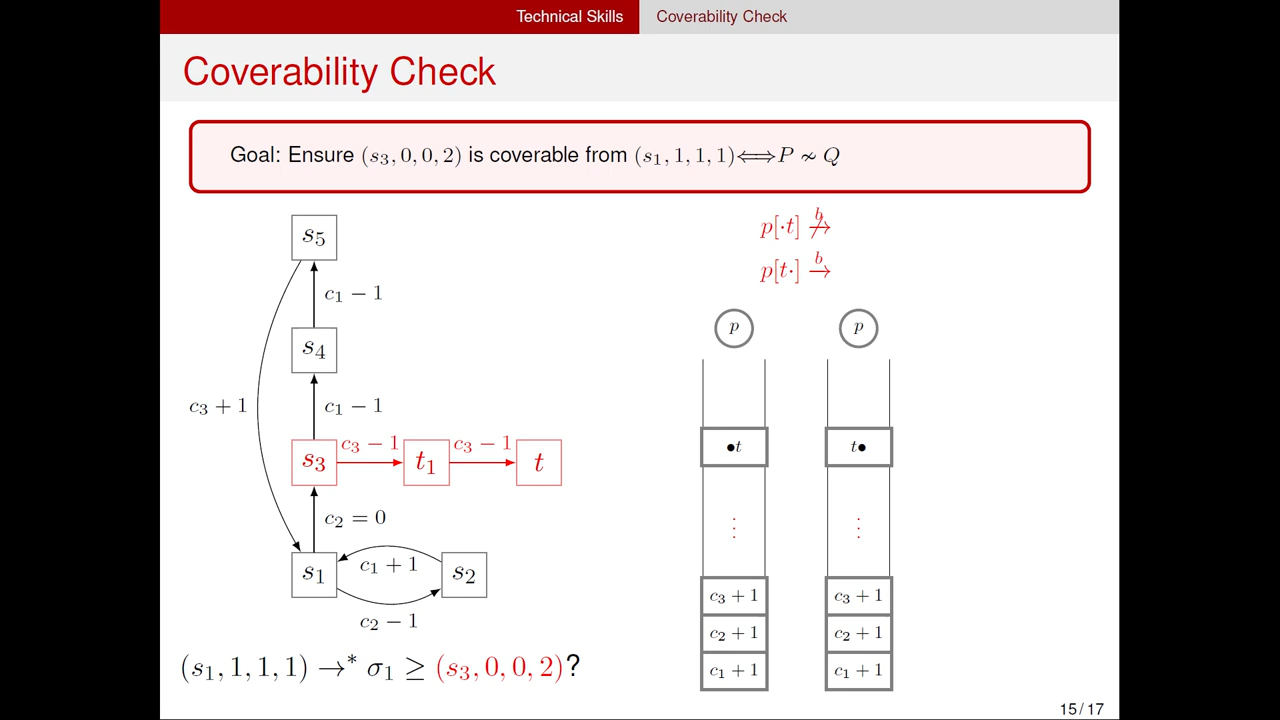 Technical Skills
Coverability Check
Coverability Check
Goal: Ensure (s₃, 0, 0, 2) is coverable from (s₁, 1, 1, 1)⟺P ≁ Q
s₅
c₁ − 1
s₄
c₃ + 1
c₁ − 1
s₃
c₃ − 1
t₁
c₃ − 1
t
c₂ = 0
s₁
c₁ + 1
s₂
c₂ − 1
(s₁, 1, 1, 1) →* σ₁ ≥ (s₃, 0, 0, 2)?
p[·t] ↛ᵇ
p[t·] →ᵇ
p
p
•t
t•
⋮
⋮
c₃ + 1
c₃ + 1
c₂ + 1
c₂ + 1
c₁ + 1
c₁ + 1
15 / 17